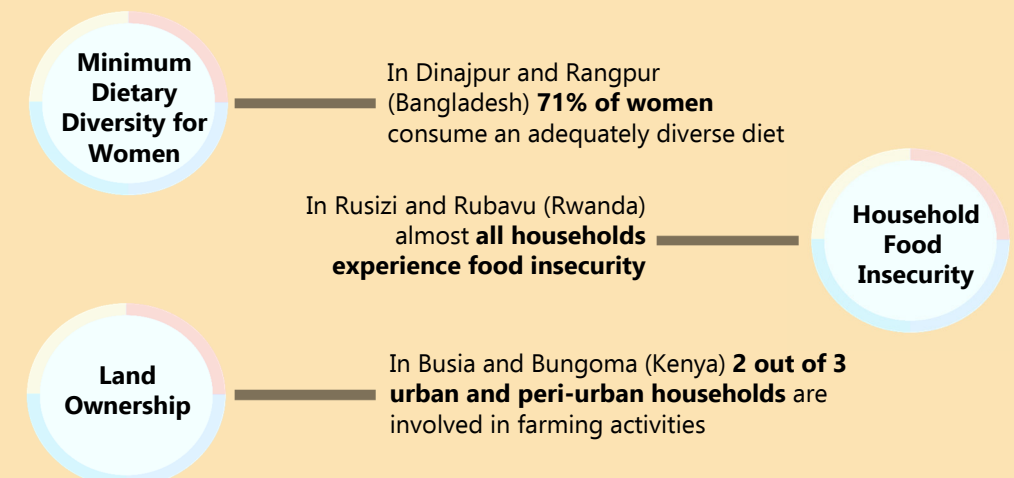 Minimum
Dietary
Diversity for
Women
In Dinajpur and Rangpur
(Bangladesh) 71% of women
consume an adequately diverse diet
In Rusizi and Rubavu (Rwanda)
almost all households
experience food insecurity
Household
Food
Insecurity
Land
Ownership
In Busia and Bungoma (Kenya) 2 out of 3
urban and peri-urban households are
involved in farming activities